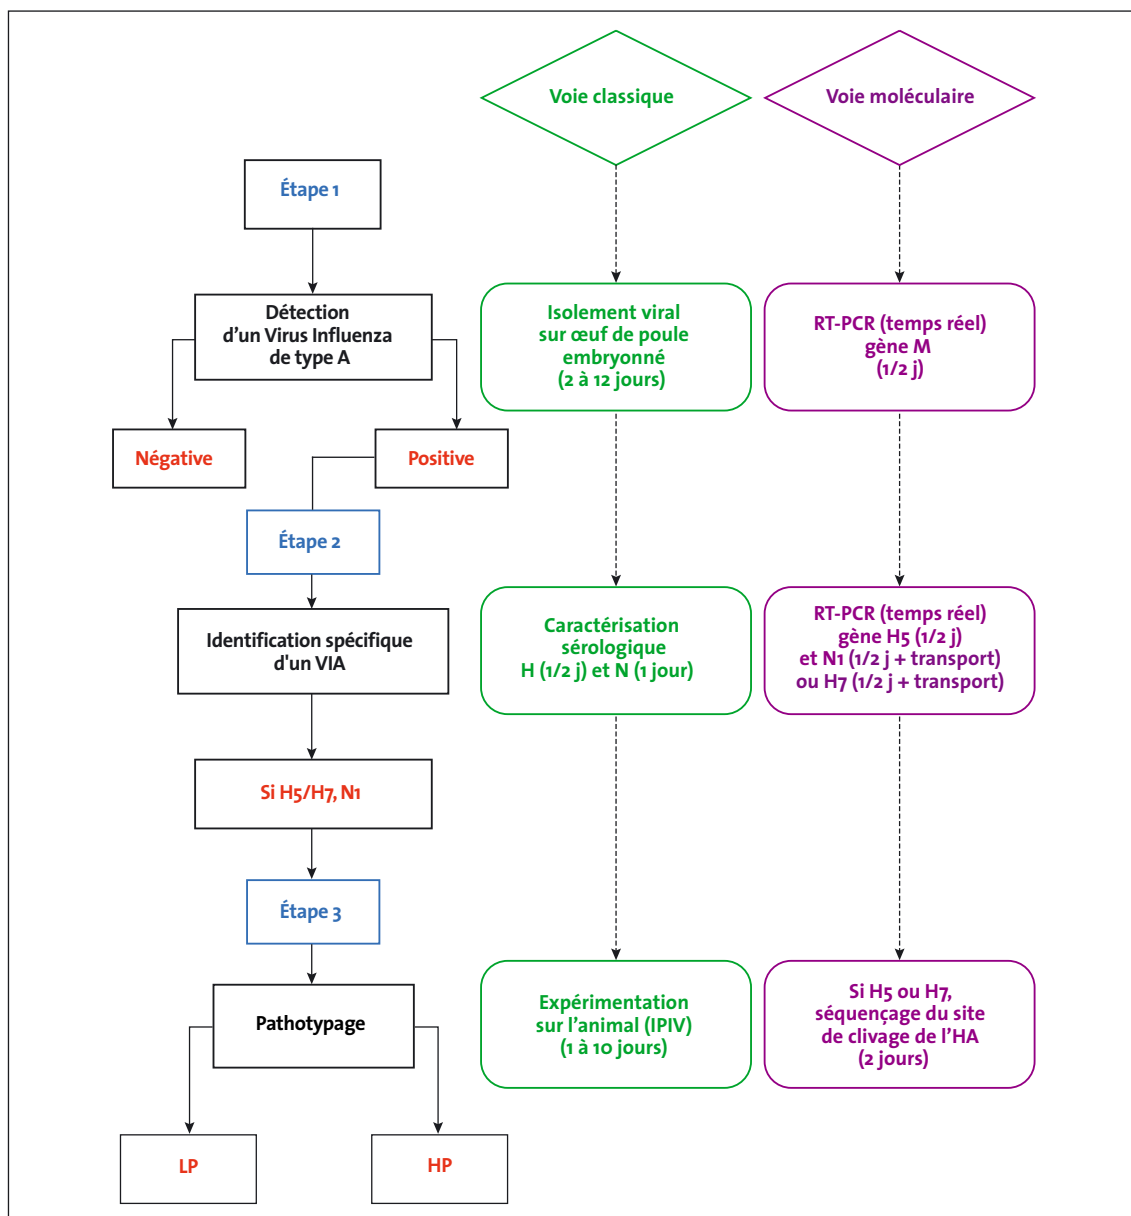 Voie classique
Voie moléculaire
Étape 1
Détection
d'un Virus Influenza
de type A
Isolement viral
sur œuf de poule
embryonné
(2 à 12 jours)
RT-PCR (temps réel)
gène M
(1/2 j)
Négative
Positive
Étape 2
Identification spécifique
d'un VIA
Caractérisation
sérologique
H (1/2 j) et N (1 jour)
RT-PCR (temps réel)
gène H5 (1/2 j)
et N1 (1/2 j + transport)
ou H7 (1/2 j + transport)
Si H5/H7, N1
Étape 3
Pathotypage
Expérimentation
sur l'animal (IPIV)
(1 à 10 jours)
Si H5 ou H7,
séquençage du site
de clivage de l'HA
(2 jours)
LP
HP